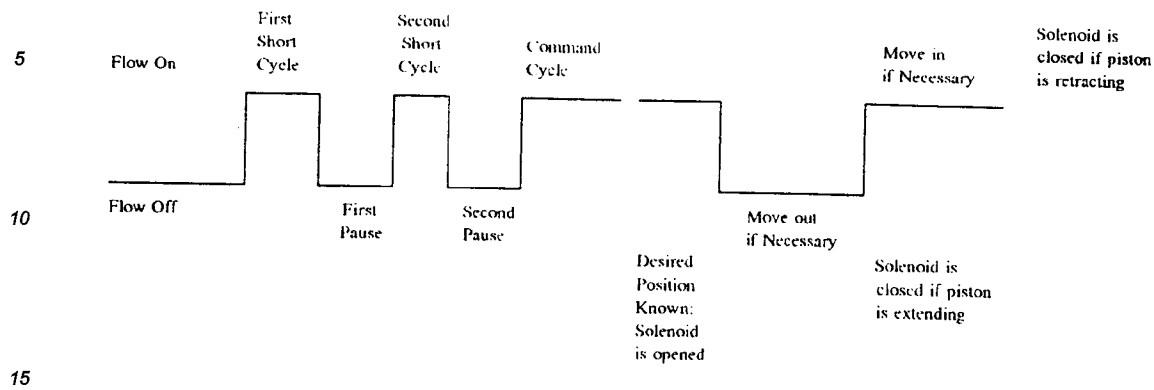 5
Flow On
First
Short
Cycle
Second
Short
Cycle
Command
Cycle
Move in
if Necessary
Solenoid is
closed if piston
is retracting
10
Flow Off
First
Pause
Second
Pause
Move out
if Necessary
Desired
Position
Known:
Solenoid
is opened
Solenoid is
closed if piston
is extending
15